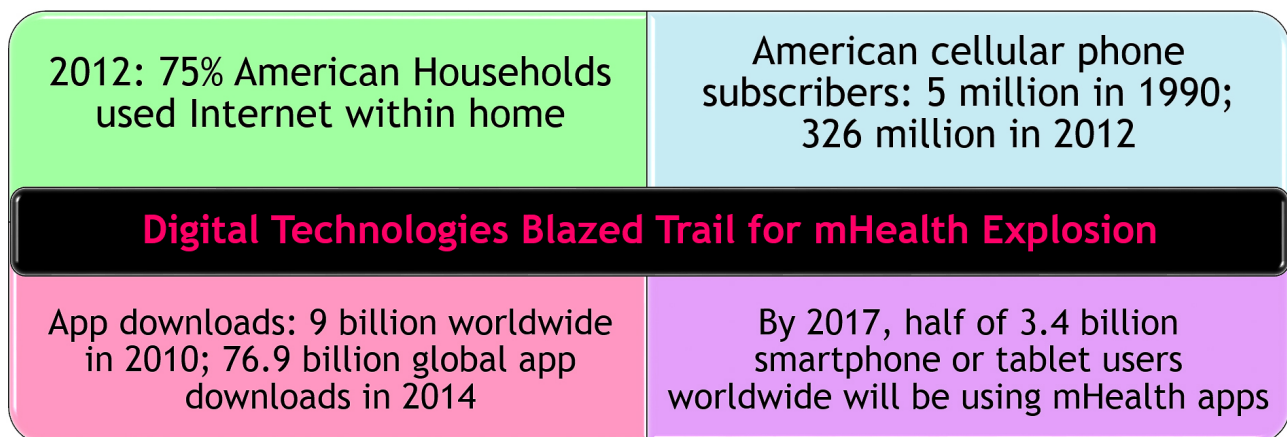 2012: 75% American Households
used Internet within home
American cellular phone
subscribers: 5 million in 1990;
326 million in 2012
Digital Technologies Blazed Trail for mHealth Explosion
App downloads: 9 billion worldwide
in 2010; 76.9 billion global app
downloads in 2014
By 2017, half of 3.4 billion
smartphone or tablet users
worldwide will be using mHealth apps